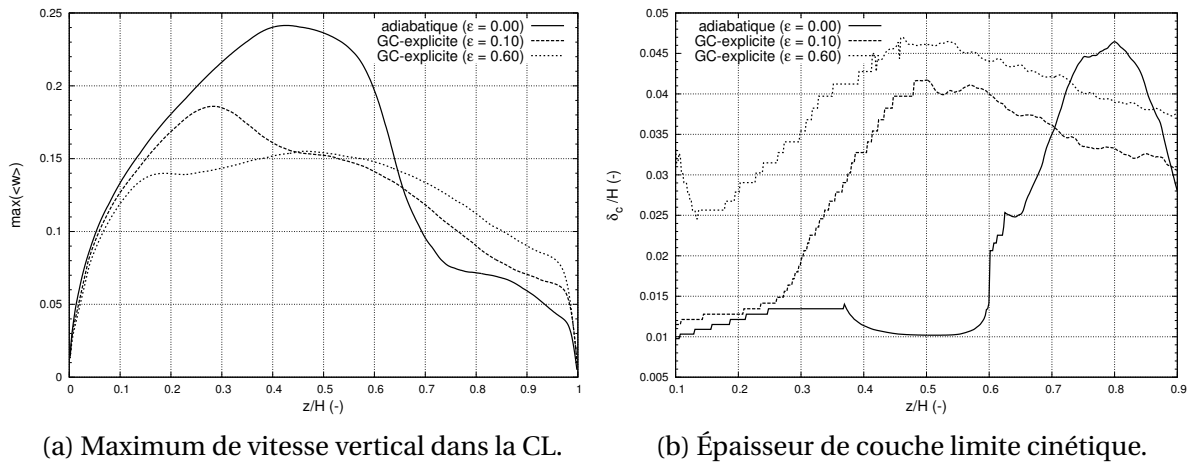 adiabatique (ε = 0.00)
GC-explicite (ε = 0.10)
GC-explicite (ε = 0.60)
max(<w>)
0.25
0.2
0.15
0.1
0.05
0
0 0.1 0.2 0.3 0.4 0.5 0.6 0.7 0.8 0.9 1
z/H (-)
(a) Maximum de vitesse vertical dans la CL.
adiabatique (ε = 0.00)
GC-explicite (ε = 0.10)
GC-explicite (ε = 0.60)
δc/H (-)
0.05
0.045
0.04
0.035
0.03
0.025
0.02
0.015
0.01
0.005
0.1 0.2 0.3 0.4 0.5 0.6 0.7 0.8 0.9
z/H (-)
(b) Épaisseur de couche limite cinétique.